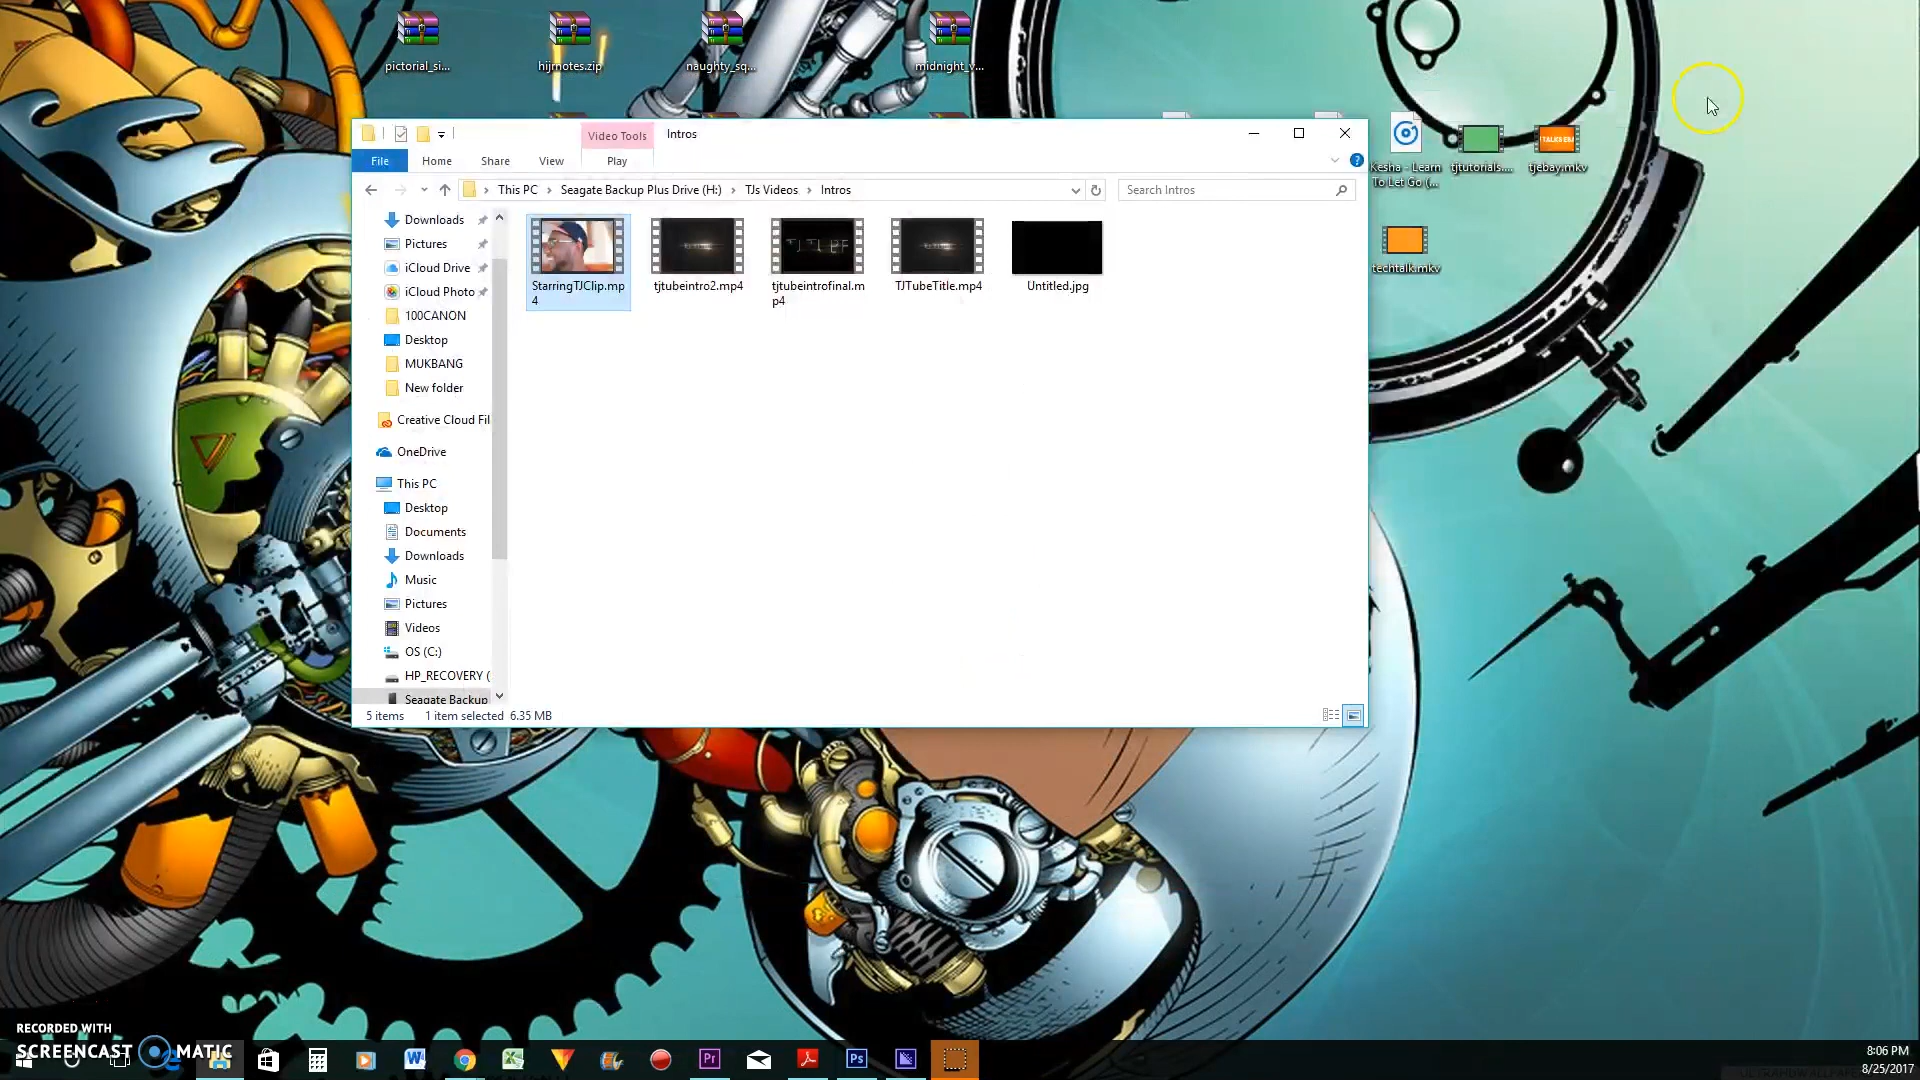 pictorial_si...
hijrnotes.zip
naughty_sq...
midnight_v...
Video Tools
Intros
File
Home
Share
View
Play
This PC
Seagate Backup Plus Drive (H:)
TJs Videos
Intros
Search Intros
Downloads
Pictures
iCloud Drive
iCloud Photo
100CANON
Desktop
MUKBANG
New folder
Creative Cloud Fil
OneDrive
This PC
Desktop
Documents
Downloads
Music
Pictures
Videos
OS (C:)
HP_RECOVERY (
Seagate Backup
StarringTJClip.mp
4
tjtubeintro2.mp4
tjtubeintrofinal.m
p4
TJTubeTitle.mp4
Untitled.jpg
5 items
1 item selected
6.35 MB
Kesha - Learn
To Let Go (...
tjtutorials....
tjebay.mkv
techtalk.mkv
RECORDED WITH
SCREENCAST
MATIC
8:06 PM
8/25/2017